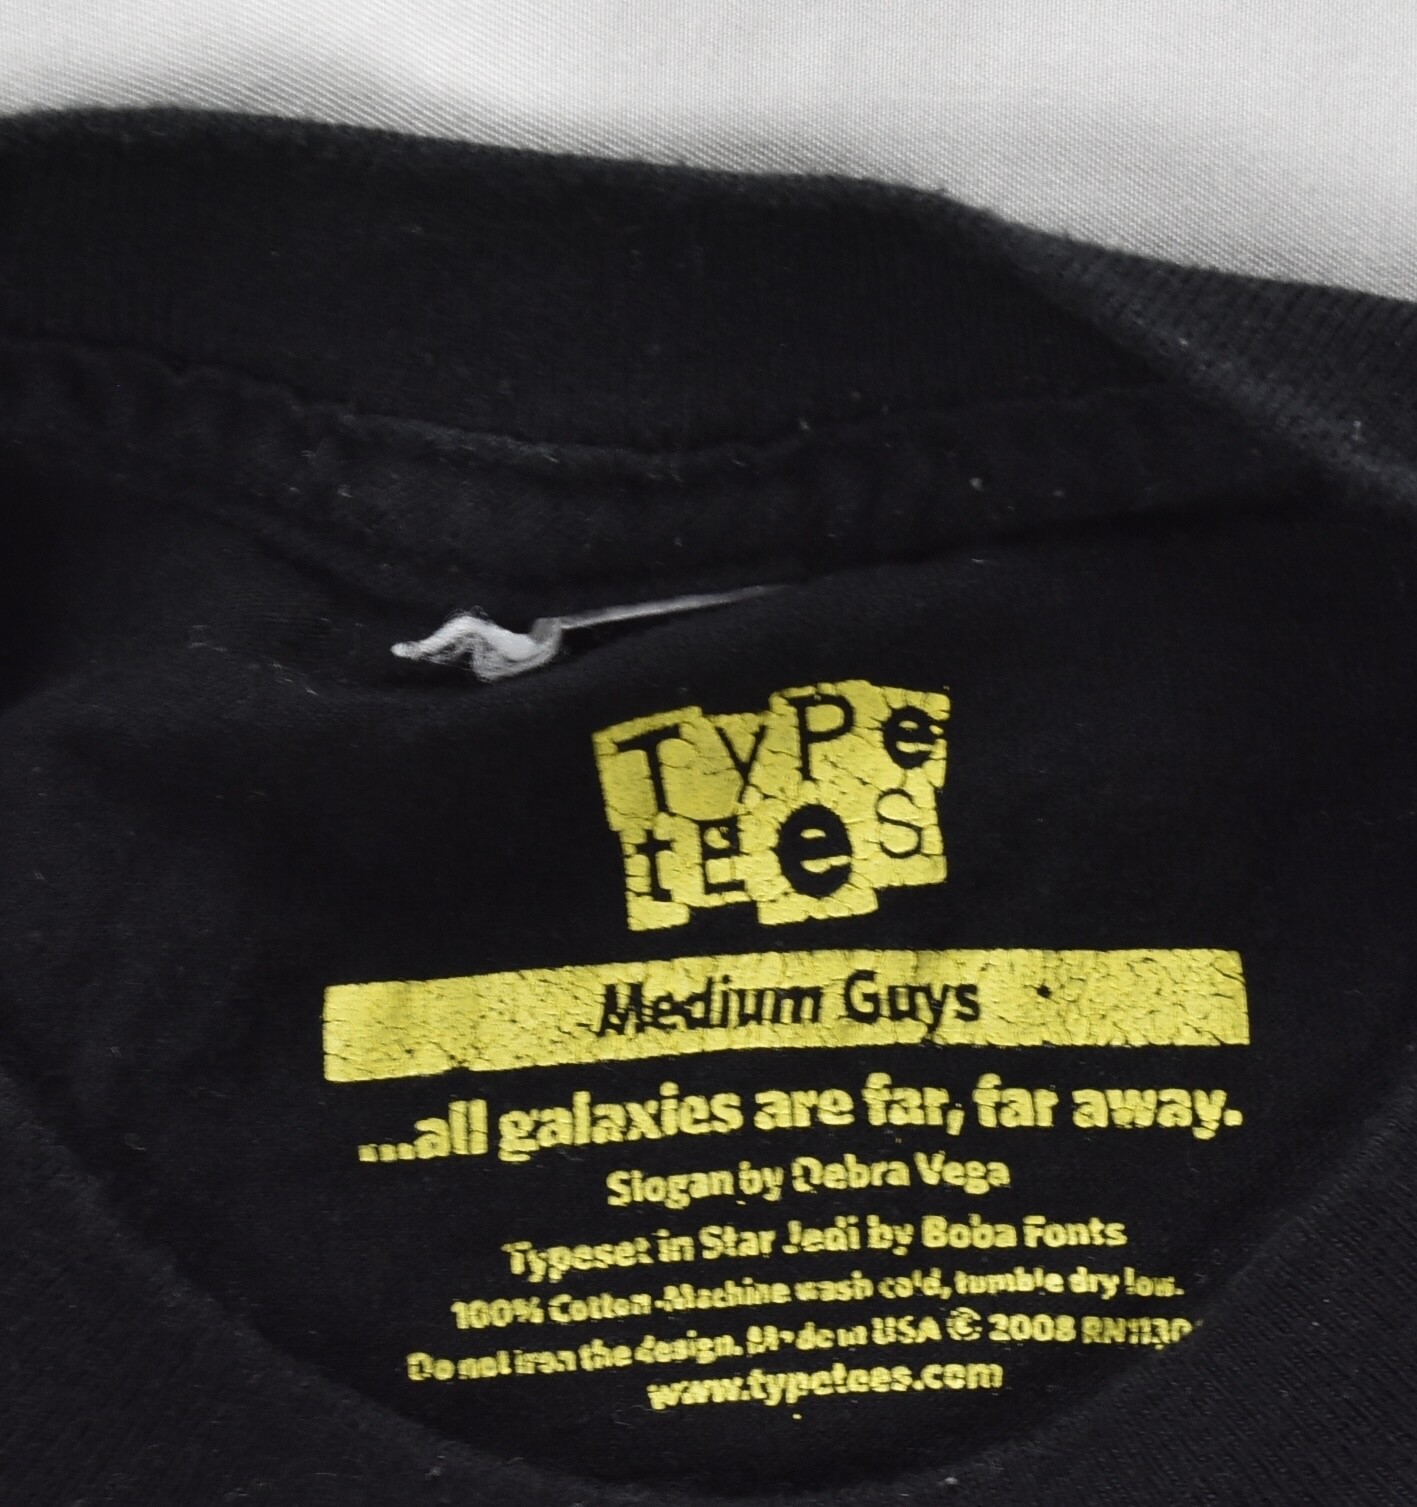 TyPe
tEes
Medium Guys
...all galaxies are far, far away.
Slogan by Debra Vega
Typeset in Star Jedi by Boba Fonts
100% Cotton-Machine wash cold, tumble dry low.
Do not iron the design. Made in USA © 2008
www.typetees.com